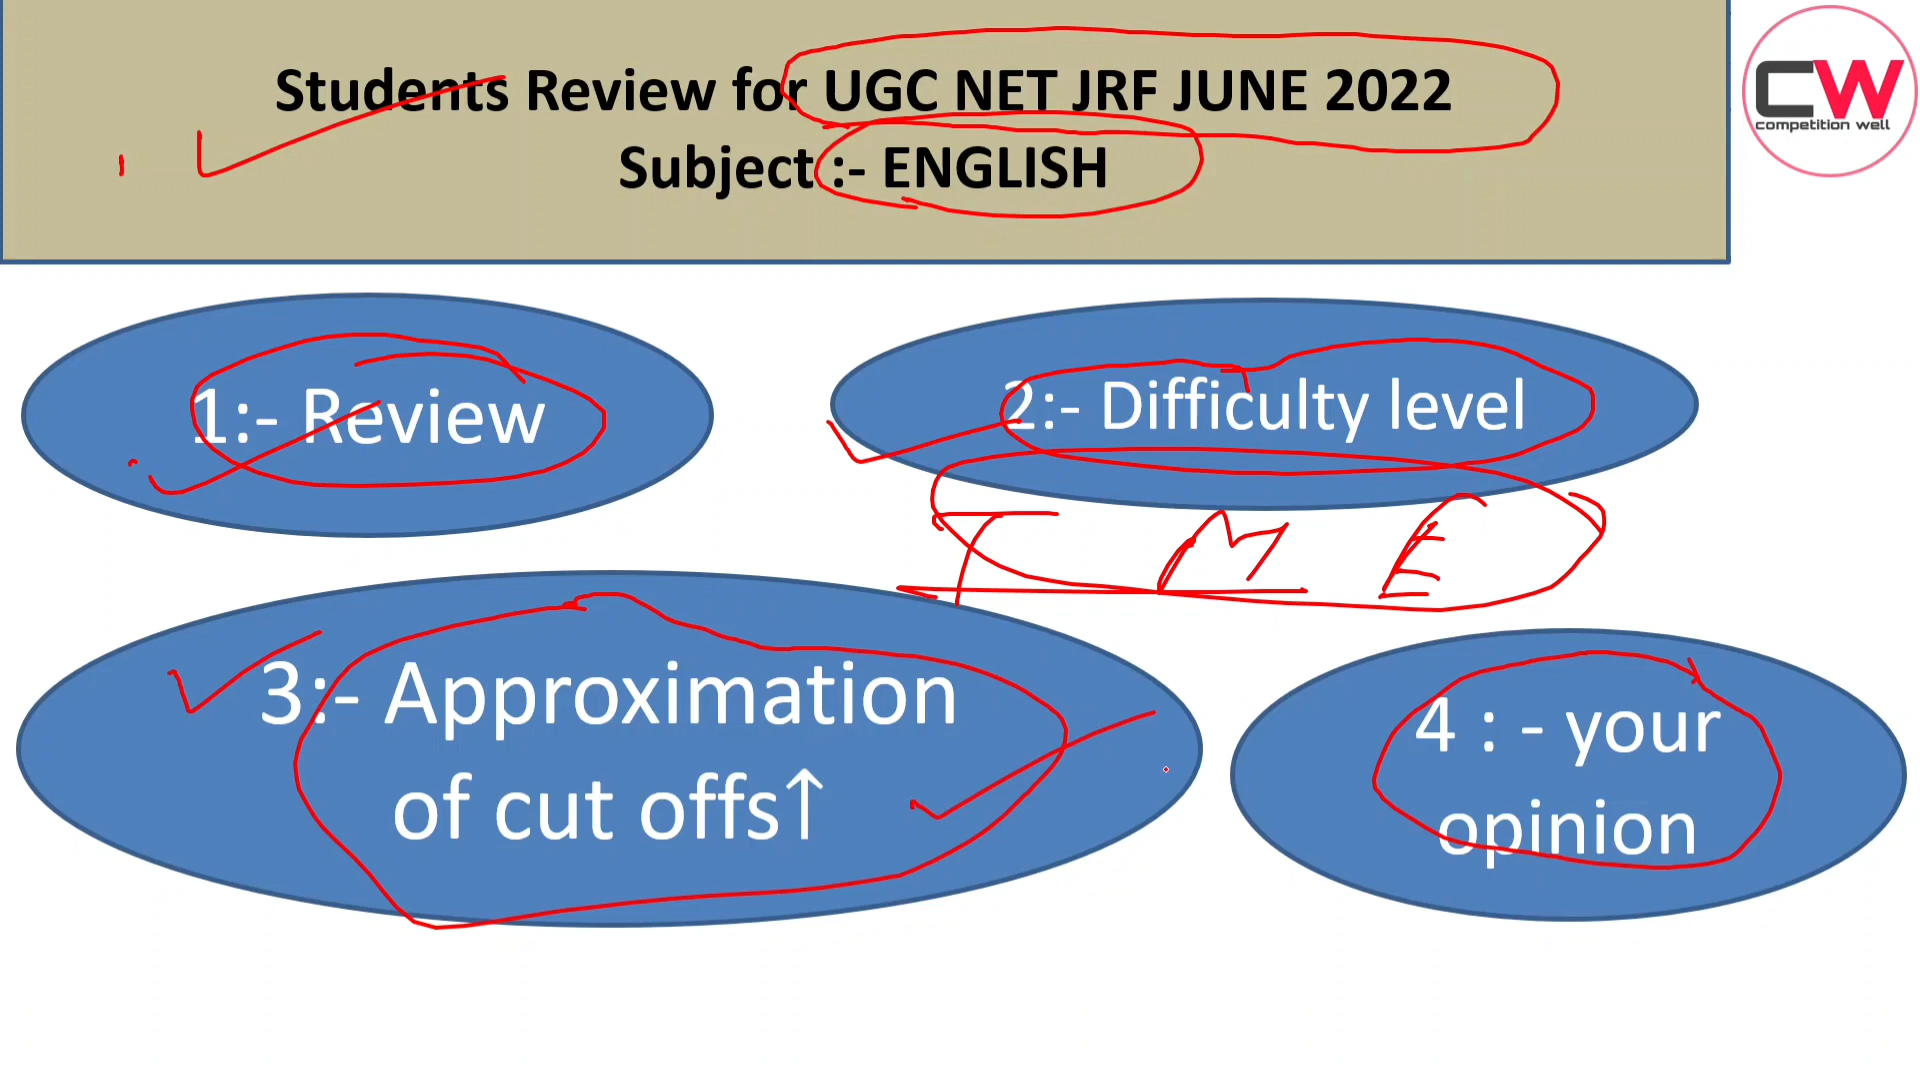 Students Review for UGC NET JRF JUNE 2022
Subject :- ENGLISH
CW
competition well
1:- Review
2:- Difficulty level
T M E
3:- Approximation
of cut offs↑
4 : - your
opinion